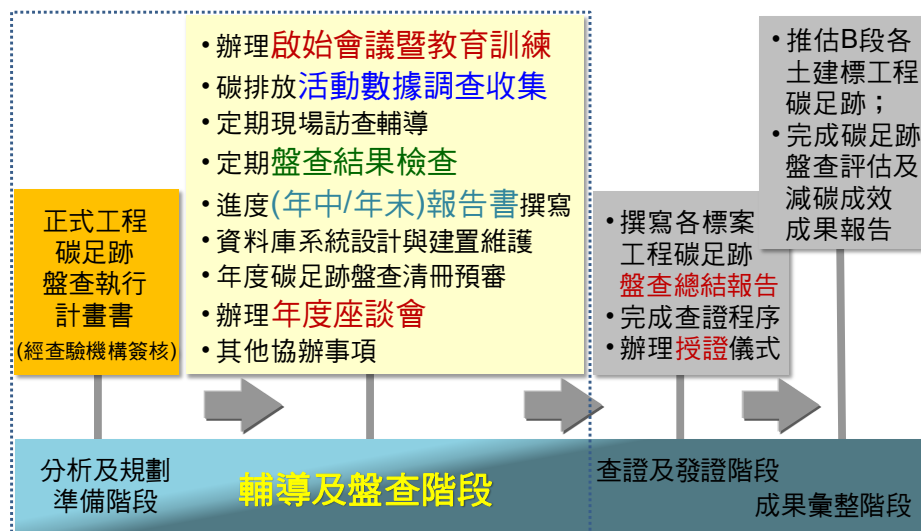 正式工程
碳足跡
盤查執行
計畫書
(經查驗機構簽核)
•辦理啟始會議暨教育訓練
•碳排放活動數據調查收集
•定期現場訪查輔導
•定期盤查結果檢查
•進度(年中/年末)報告書撰寫
•資料庫系統設計與建置維護
•年度碳足跡盤查清冊預審
•辦理年度座談會
•其他協辦事項
•撰寫各標案
工程碳足跡
盤查總結報告
•完成查證程序
•辦理授證儀式
•推估B段各
土建標工程
碳足跡；
•完成碳足跡
盤查評估及
減碳成效
成果報告
分析及規劃
準備階段
輔導及盤查階段
查證及發證階段
成果彙整階段